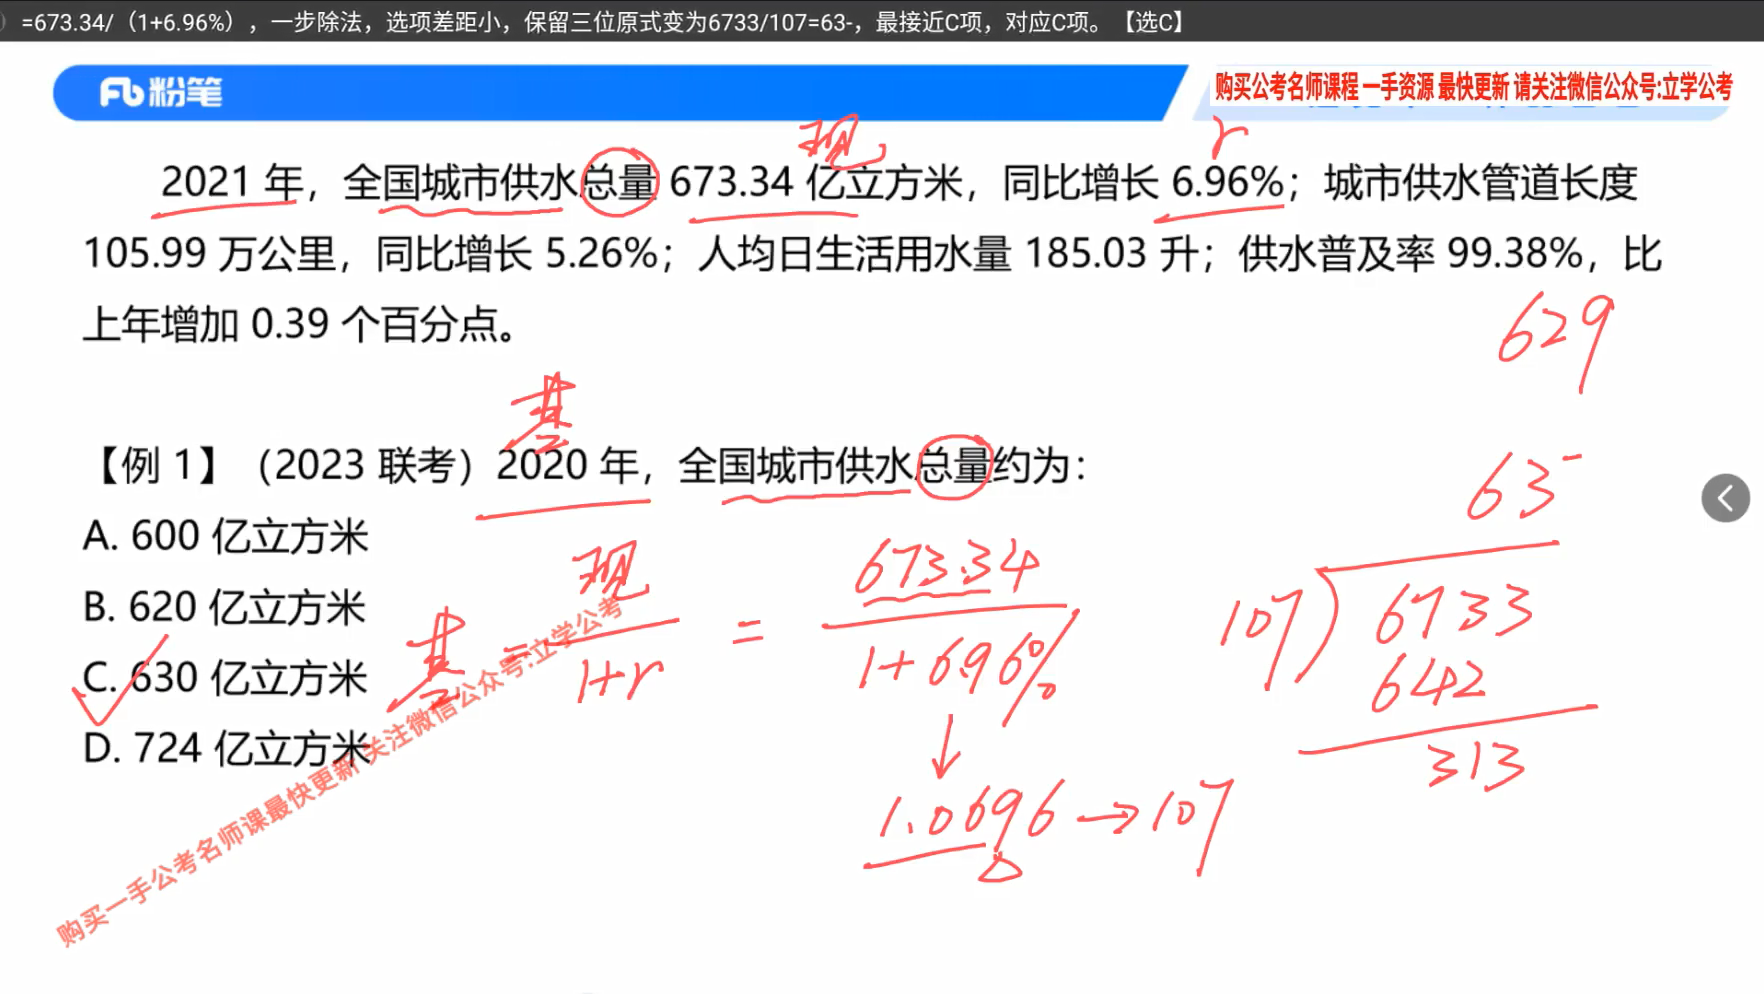 =673.34/（1+6.96%），一步除法，选项差距小，保留三位原式变为6733/107=63-，最接近C项，对应C项。【选C】
粉笔
购买公考名师课程 一手资源 最快更新 请关注微信公众号:立学公考
现
r
2021 年，全国城市供水总量 673.34 亿立方米，同比增长 6.96%；城市供水管道长度
105.99 万公里，同比增长 5.26%；人均日生活用水量 185.03 升；供水普及率 99.38%，比
上年增加 0.39 个百分点。
629
基
【例 1】（2023 联考）2020 年，全国城市供水总量约为：
A. 600 亿立方米
B. 620 亿立方米
C. 630 亿立方米
D. 724 亿立方米
基 = 现
1+r
= 673.34
1+6.96%
1.0696 → 107
63-
107 6733
642
313
购买一手公考名师课最快更新 关注微信公众号:立学公考